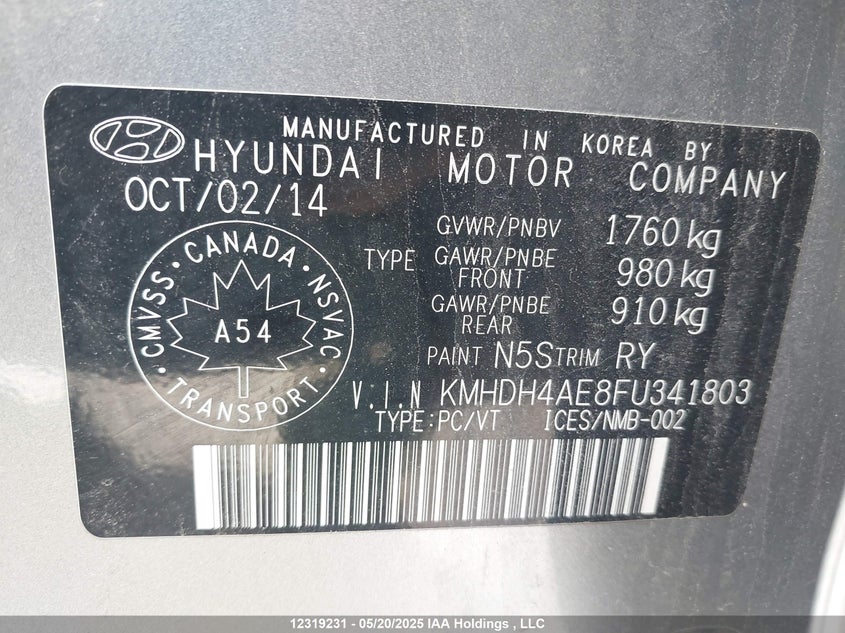 MANUFACTURED IN KOREA BY
HYUNDAI MOTOR COMPANY
OCT/02/14
GVWR/PNBV 1760 kg
TYPE GAWR/PNBE FRONT 980 kg
GAWR/PNBE REAR 910 kg
CMVSS · CANADA · NSVAC · TRANSPORT ·
A54
PAINT N5S TRIM RY
V.I.N KMHDH4AE8FU341803
TYPE:PC/VT ICES/NMB-002
12319231 - 05/20/2025 IAA Holdings , LLC